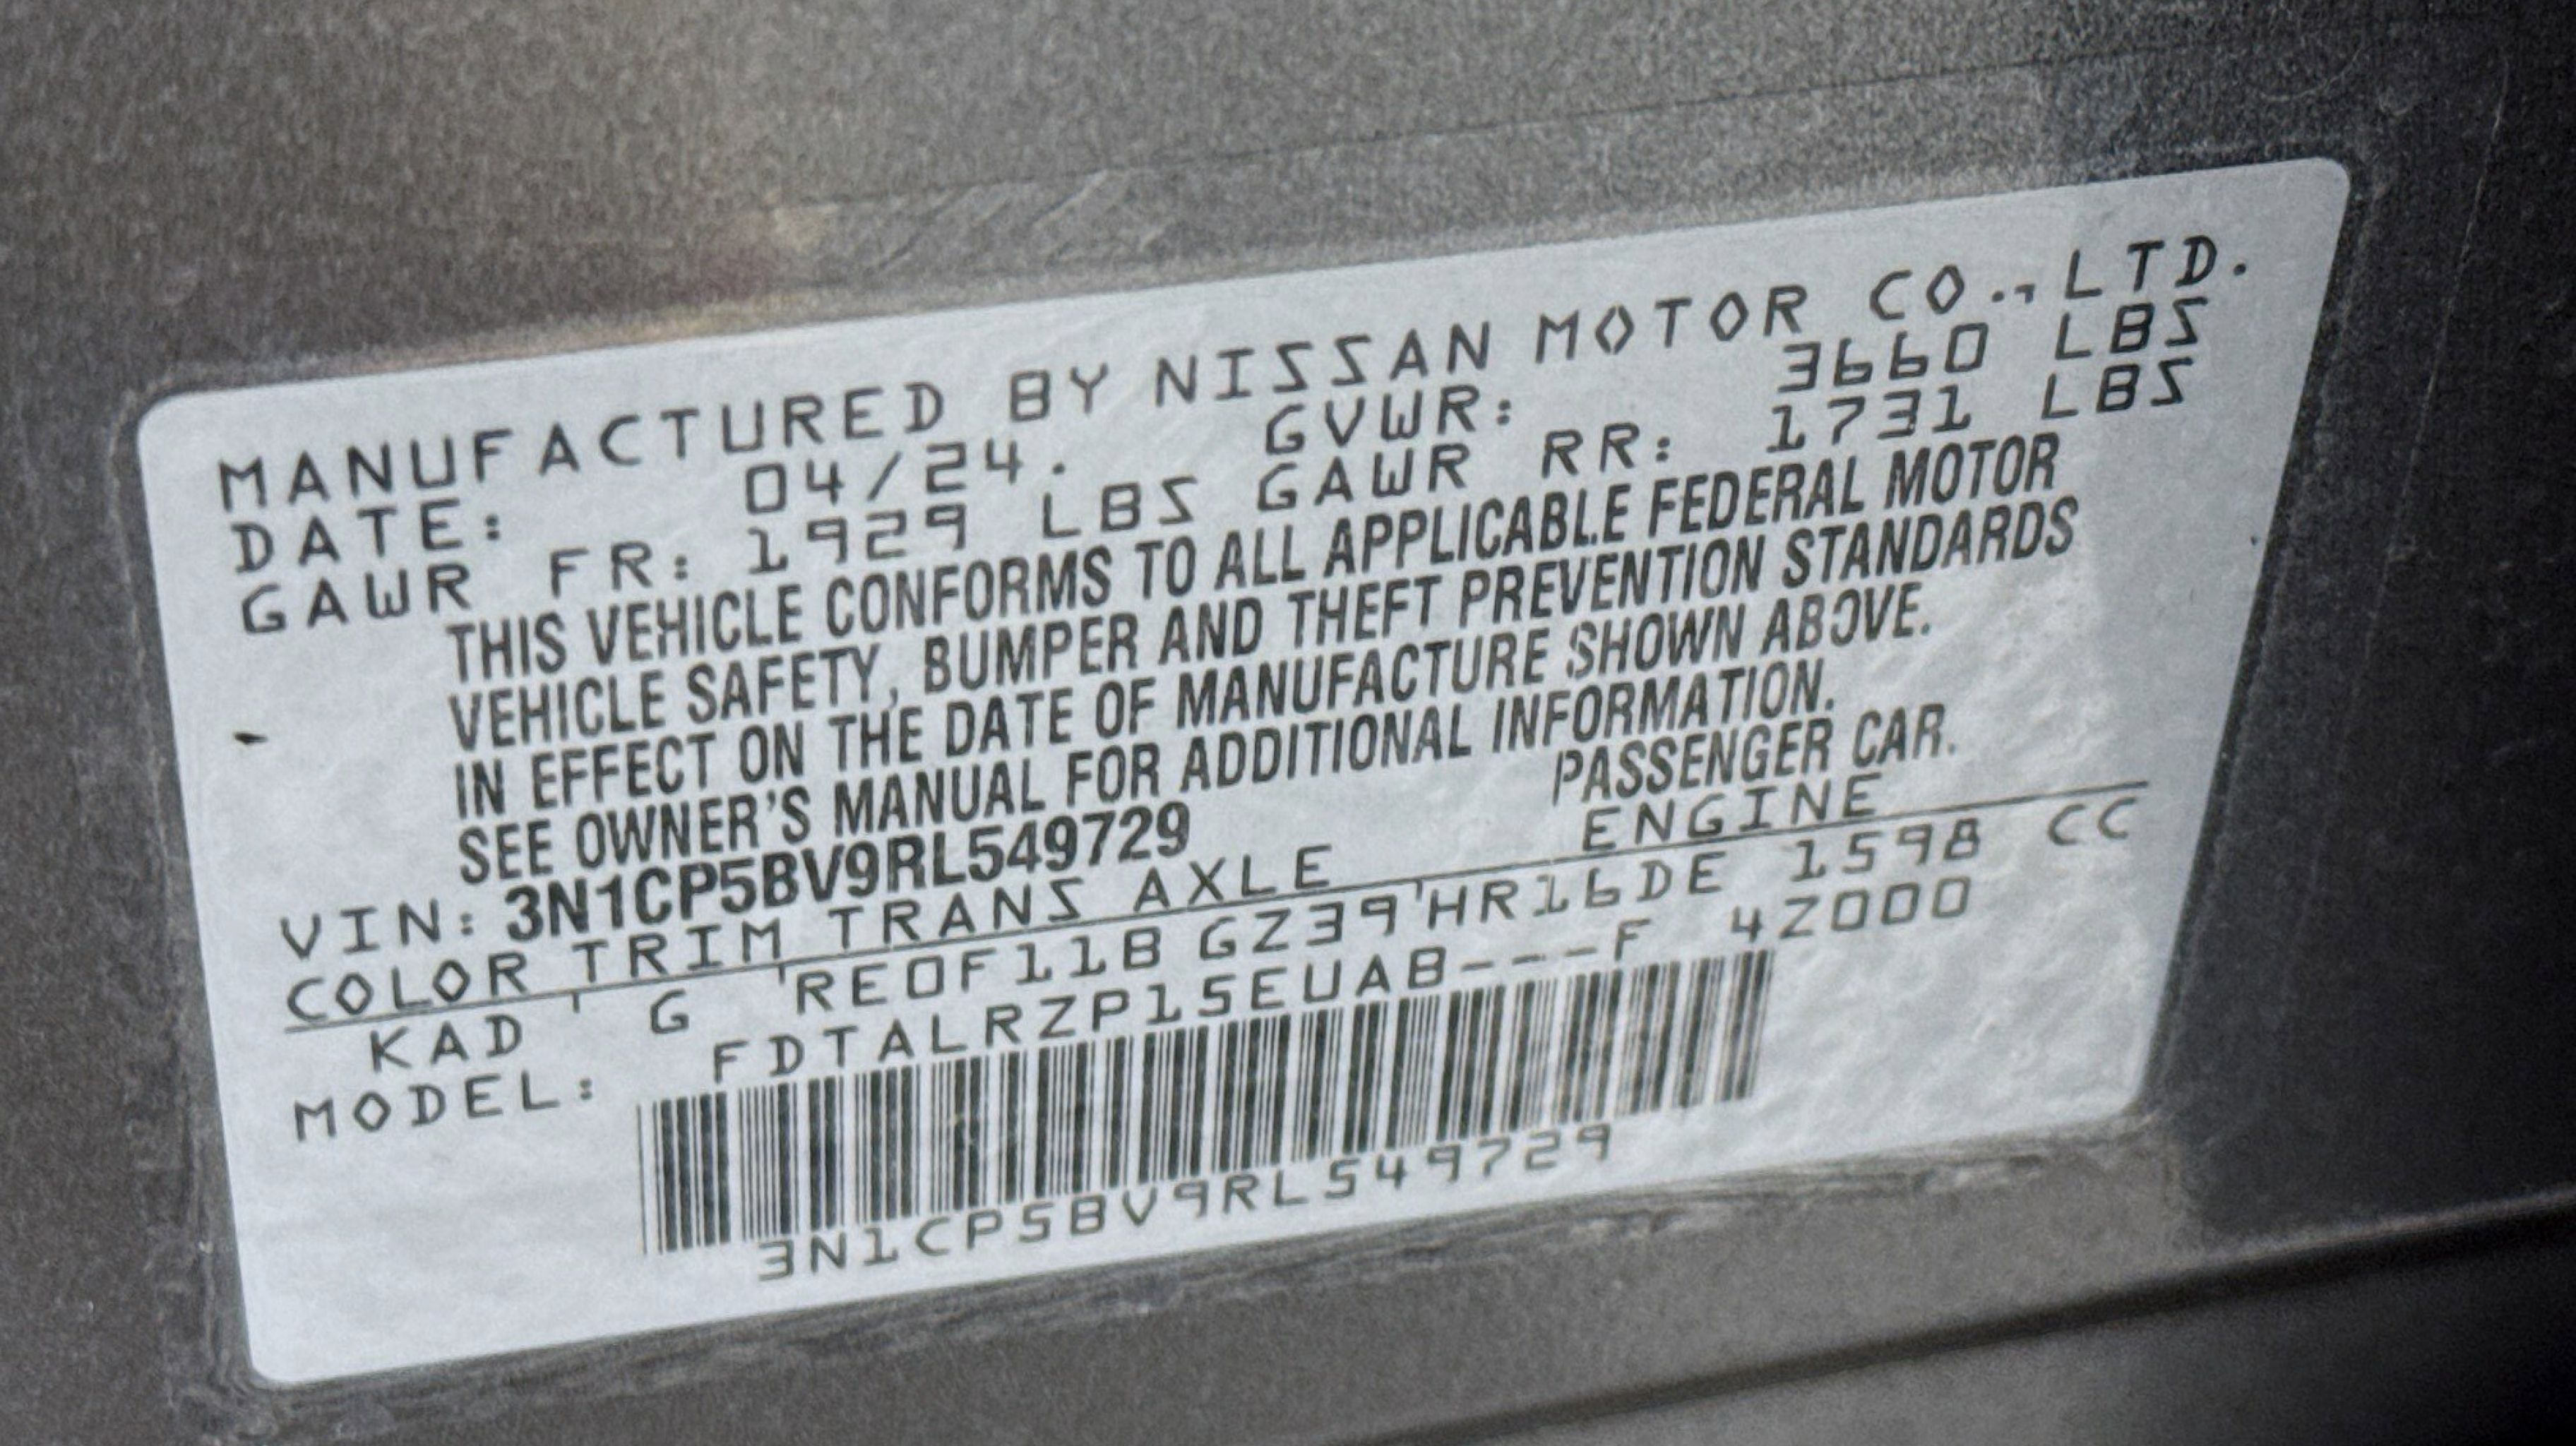 MANUFACTURED BY NISSAN MOTOR CO.,LTD.
DATE: 04/24. GVWR: 3660 LBS
GAWR FR: 1929 LBS GAWR RR: 1731 LBS
THIS VEHICLE CONFORMS TO ALL APPLICABLE FEDERAL MOTOR
VEHICLE SAFETY, BUMPER AND THEFT PREVENTION STANDARDS
IN EFFECT ON THE DATE OF MANUFACTURE SHOWN ABOVE.
SEE OWNER'S MANUAL FOR ADDITIONAL INFORMATION.
VIN: 3N1CP5BV9RL549729 PASSENGER CAR.
COLOR TRIM TRANS AXLE ENGINE
KAD G RE0F11B GZ39 HR16DE 1598 CC
MODEL: FDTALRZP15EUAB---F 4Z000
3N1CP5BV9RL549729